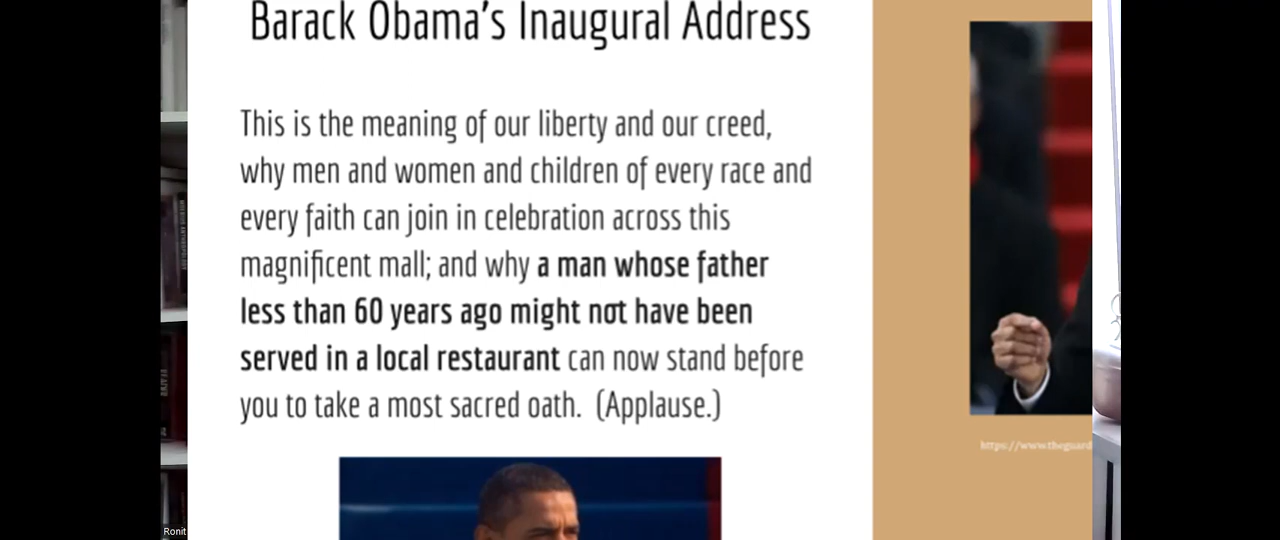 Barack Obama's Inaugural Address
This is the meaning of our liberty and our creed,
why men and women and children of every race and
every faith can join in celebration across this
magnificent mall; and why a man whose father
less than 60 years ago might not have been
served in a local restaurant can now stand before
you to take a most sacred oath. (Applause.)
https://www.theguard
Ronit